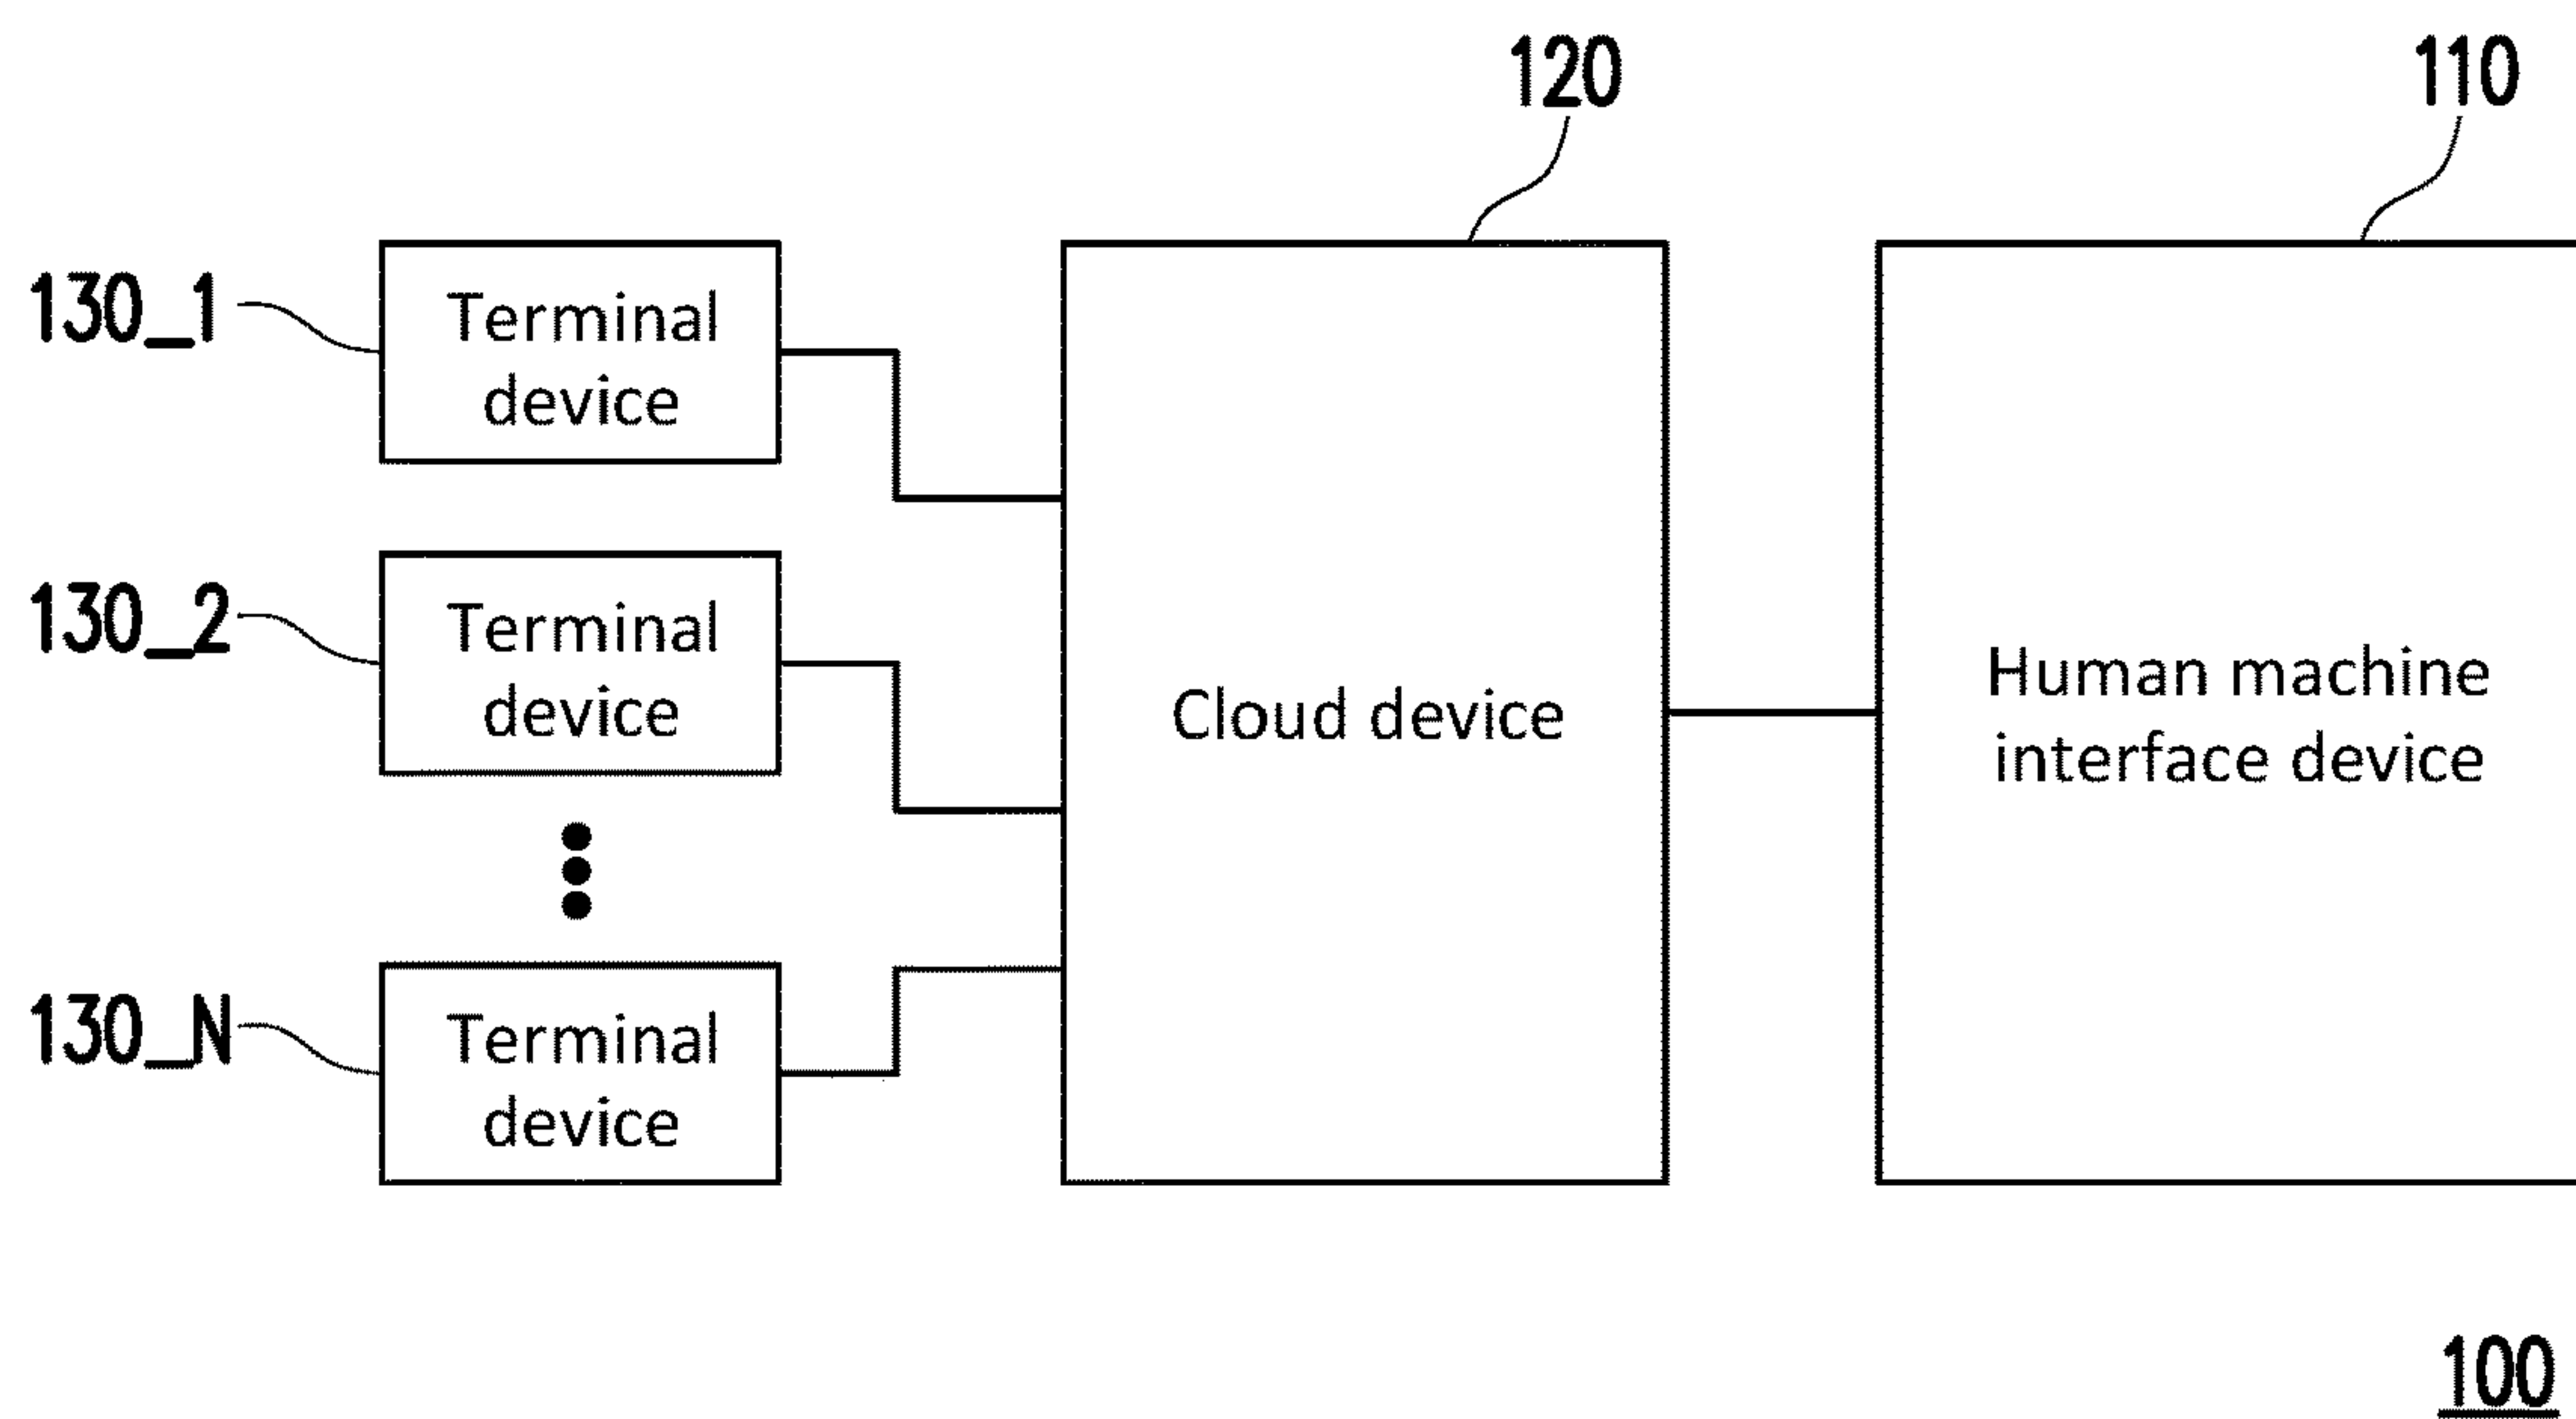 120
110
130_1
Terminal
device
130_2
Terminal
device
Cloud device
Human machine
interface device
130_N
Terminal
device
100